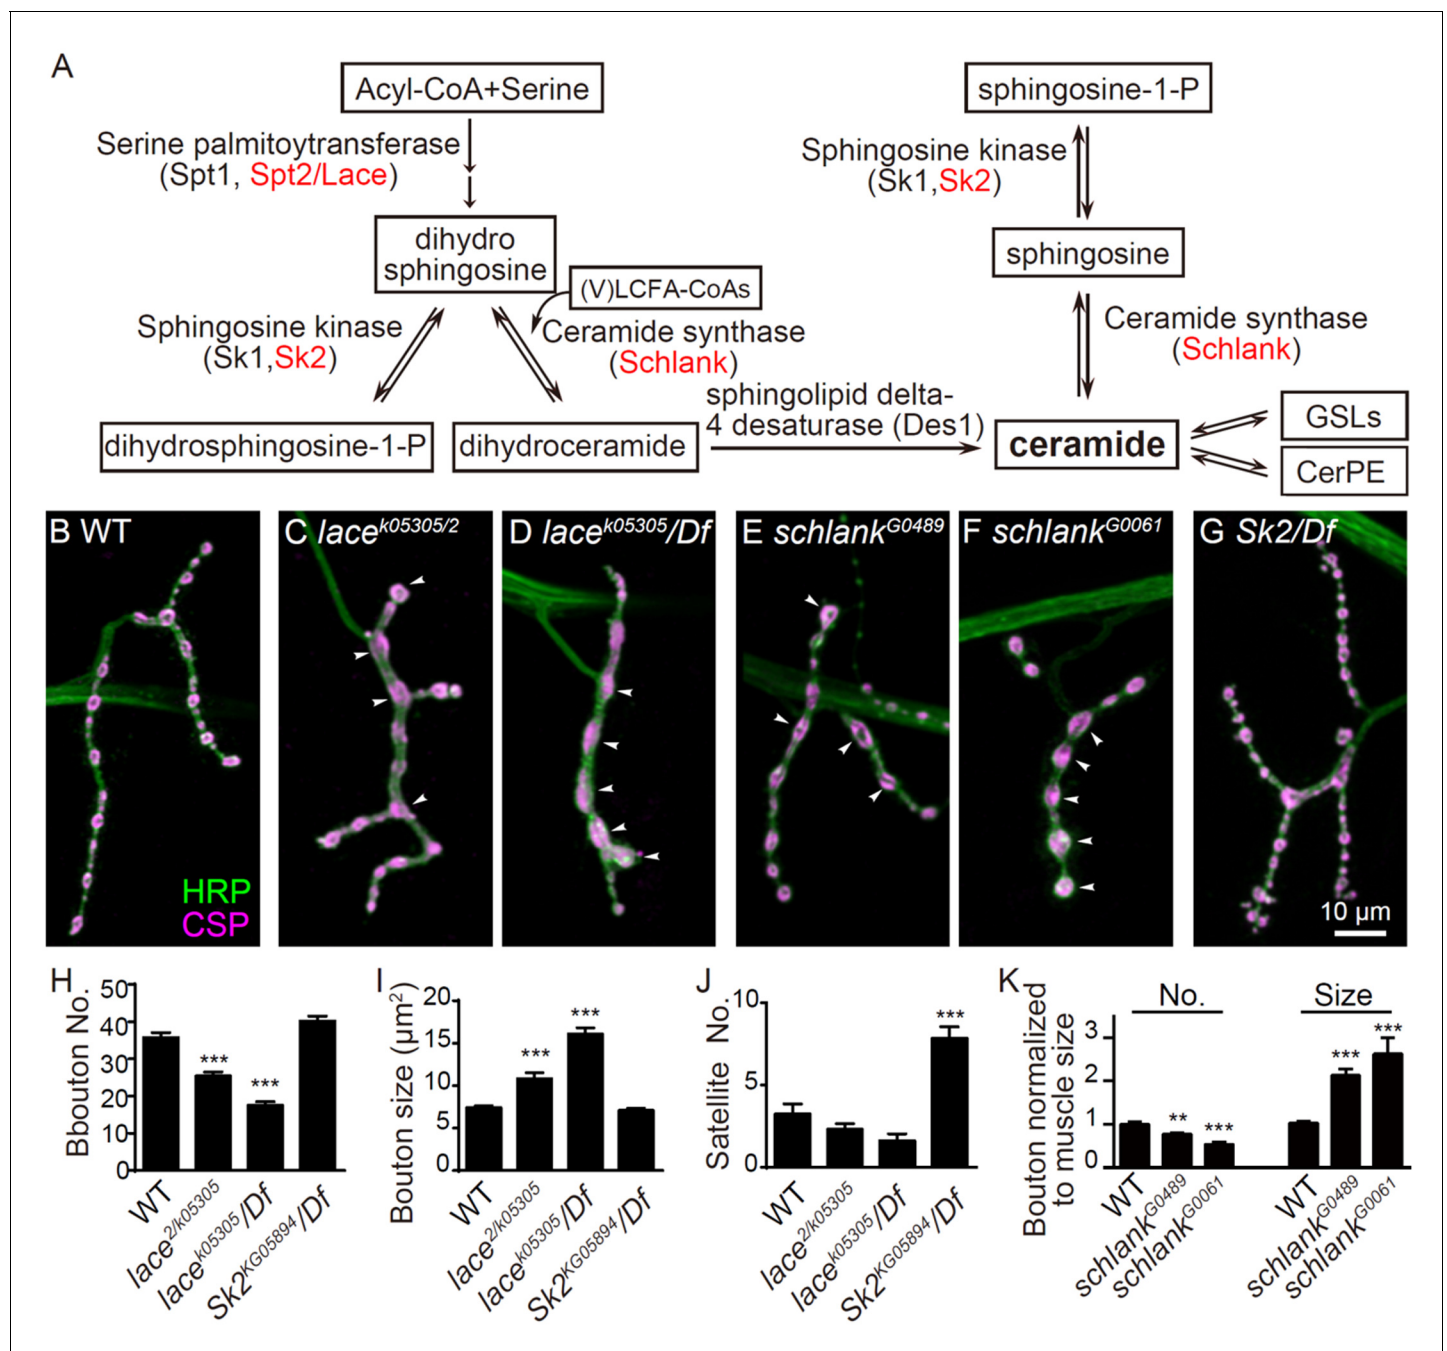 A
Acyl-CoA+Serine
Serine palmitoytransferase
(Spt1, Spt2/Lace)
dihydro
sphingosine
(V)LCFA-CoAs
Sphingosine kinase
(Sk1,Sk2)
Ceramide synthase
(Schlank)
dihydrosphingosine-1-P
dihydroceramide
sphingolipid delta-
4 desaturase (Des1)
sphingosine-1-P
Sphingosine kinase
(Sk1,Sk2)
sphingosine
Ceramide synthase
(Schlank)
ceramide
GSLs
CerPE
B WT
HRP
CSP
C lace^k05305/2
D lace^k05305/Df
E schlank^G0489
F schlank^G0061
G Sk2/Df
10 µm
H
Bbouton No.
50
40
30
20
10
0
***
***
WT
lace^2/k05305
lace^k05305/Df
Sk2^KG05894/Df
I
Bouton size (µm²)
20
15
10
5
0
***
***
WT
lace^2/k05305
lace^k05305/Df
Sk2^KG05894/Df
J
Satellite No.
10
5
0
***
WT
lace^2/k05305
lace^k05305/Df
Sk2^KG05894/Df
K
Bouton normalized
to muscle size
No.
Size
3
2
1
0
**
***
***
***
WT
schlank^G0489
schlank^G0061
WT
schlank^G0489
schlank^G0061